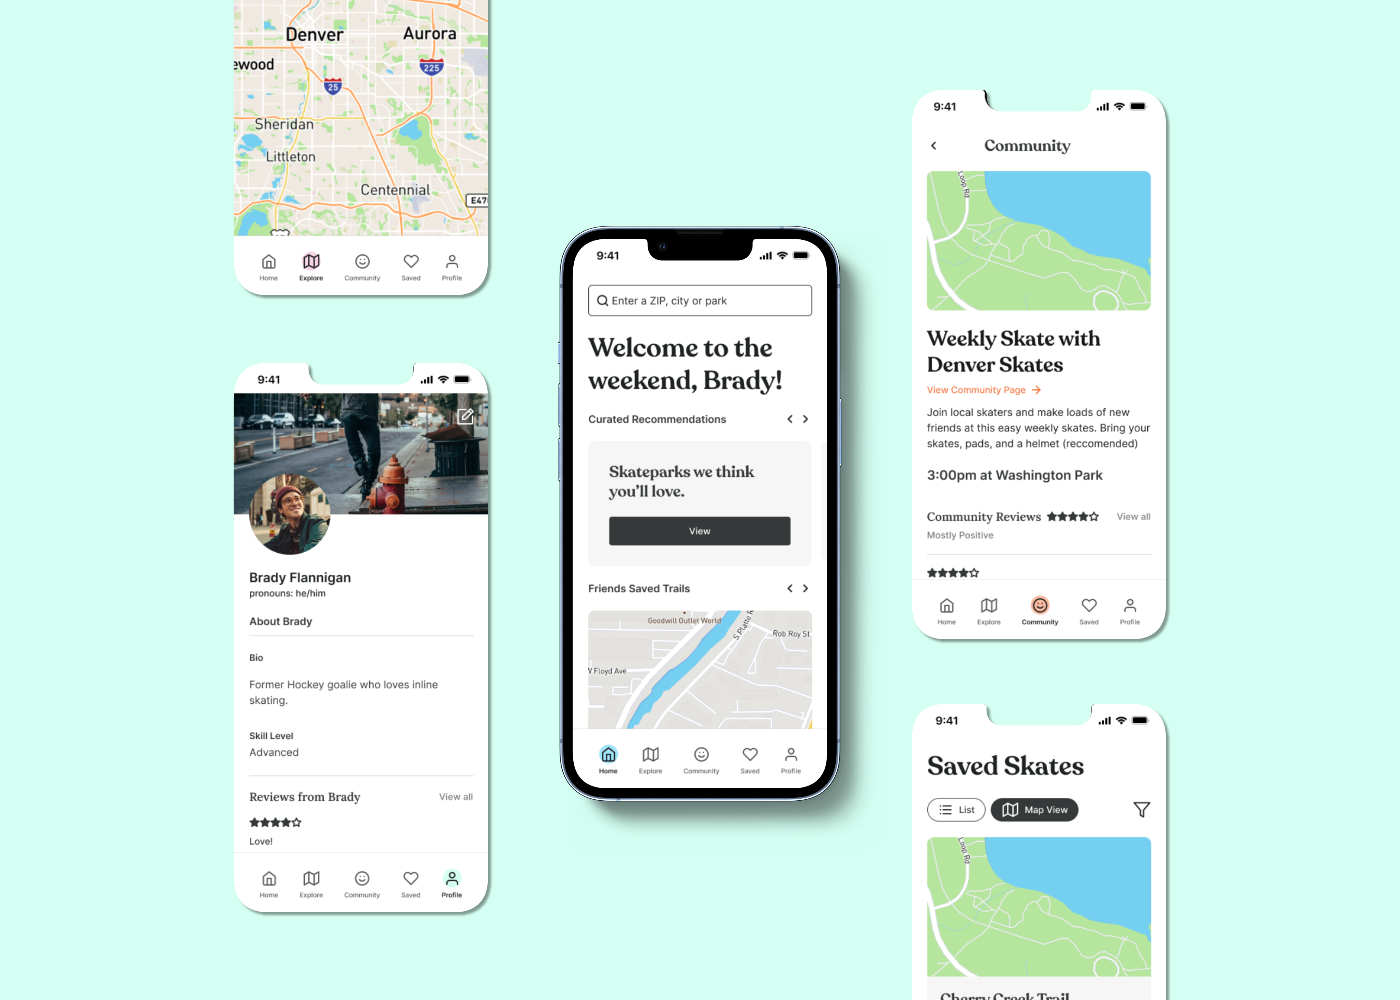 Denver
Aurora
ewood
225
25
Sheridan
Littleton
Centennial
E47
Home
Explore
Community
Saved
Profile
9:41
Brady Flannigan
pronouns: he/him
About Brady
Bio
Former Hockey goalie who loves inline
skating.
Skill Level
Advanced
Reviews from Brady
View all
Love!
Home
Explore
Community
Saved
Profile
9:41
Enter a ZIP, city or park
Welcome to the
weekend, Brady!
Curated Recommendations
Skateparks we think
you'll love.
View
Friends Saved Trails
Goodwill Outlet World
S Platte R
Rob Roy St
W Floyd Ave
Home
Explore
Community
Saved
Profile
9:41
Community
Loop Rd
Weekly Skate with
Denver Skates
View Community Page
Join local skaters and make loads of new
friends at this easy weekly skates. Bring your
skates, pads, and a helmet (reccomended)
3:00pm at Washington Park
Community Reviews
View all
Mostly Positive
Home
Explore
Community
Saved
Profile
9:41
Saved Skates
List
Map View
Loop Rd
Cherry Creek Trail